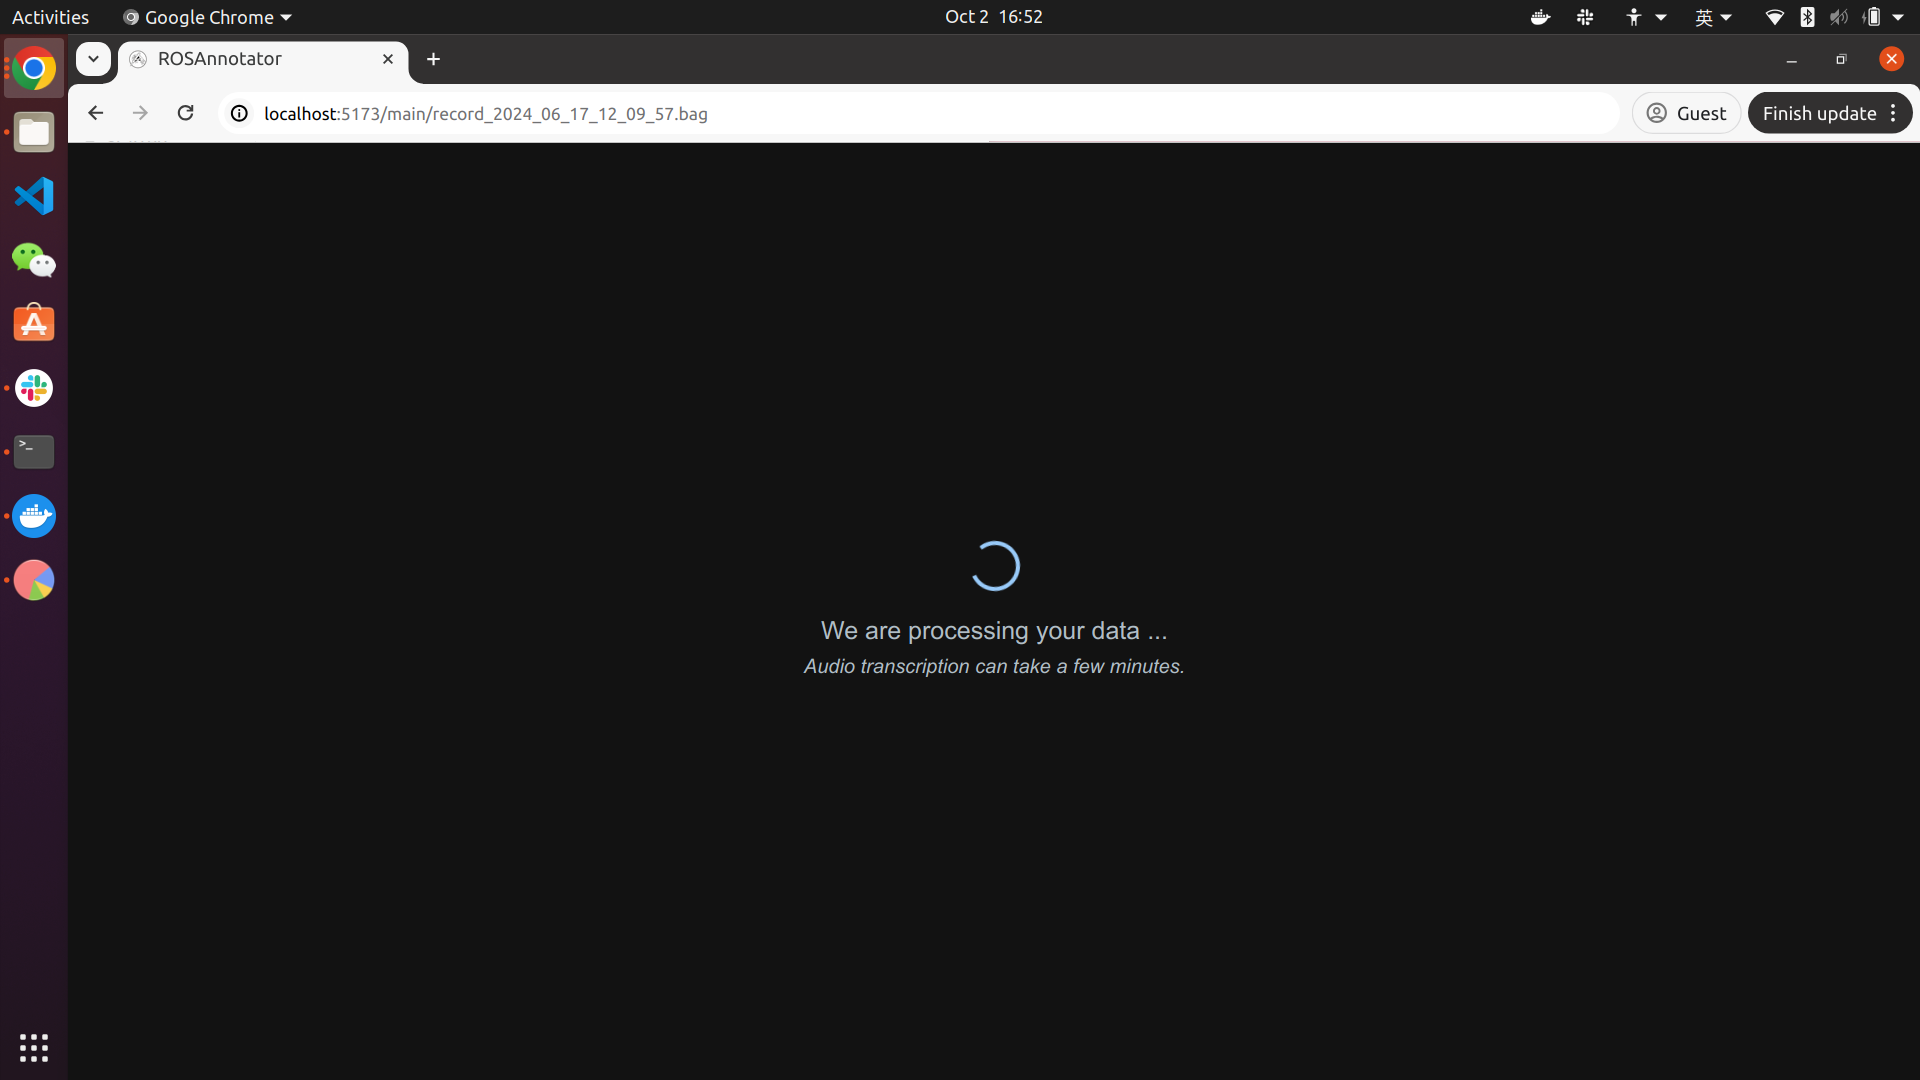 Activities
Google Chrome
Oct 2 16:52
英
ROSAnnotator
localhost:5173/main/record_2024_06_17_12_09_57.bag
Guest
Finish update
We are processing your data ...
Audio transcription can take a few minutes.